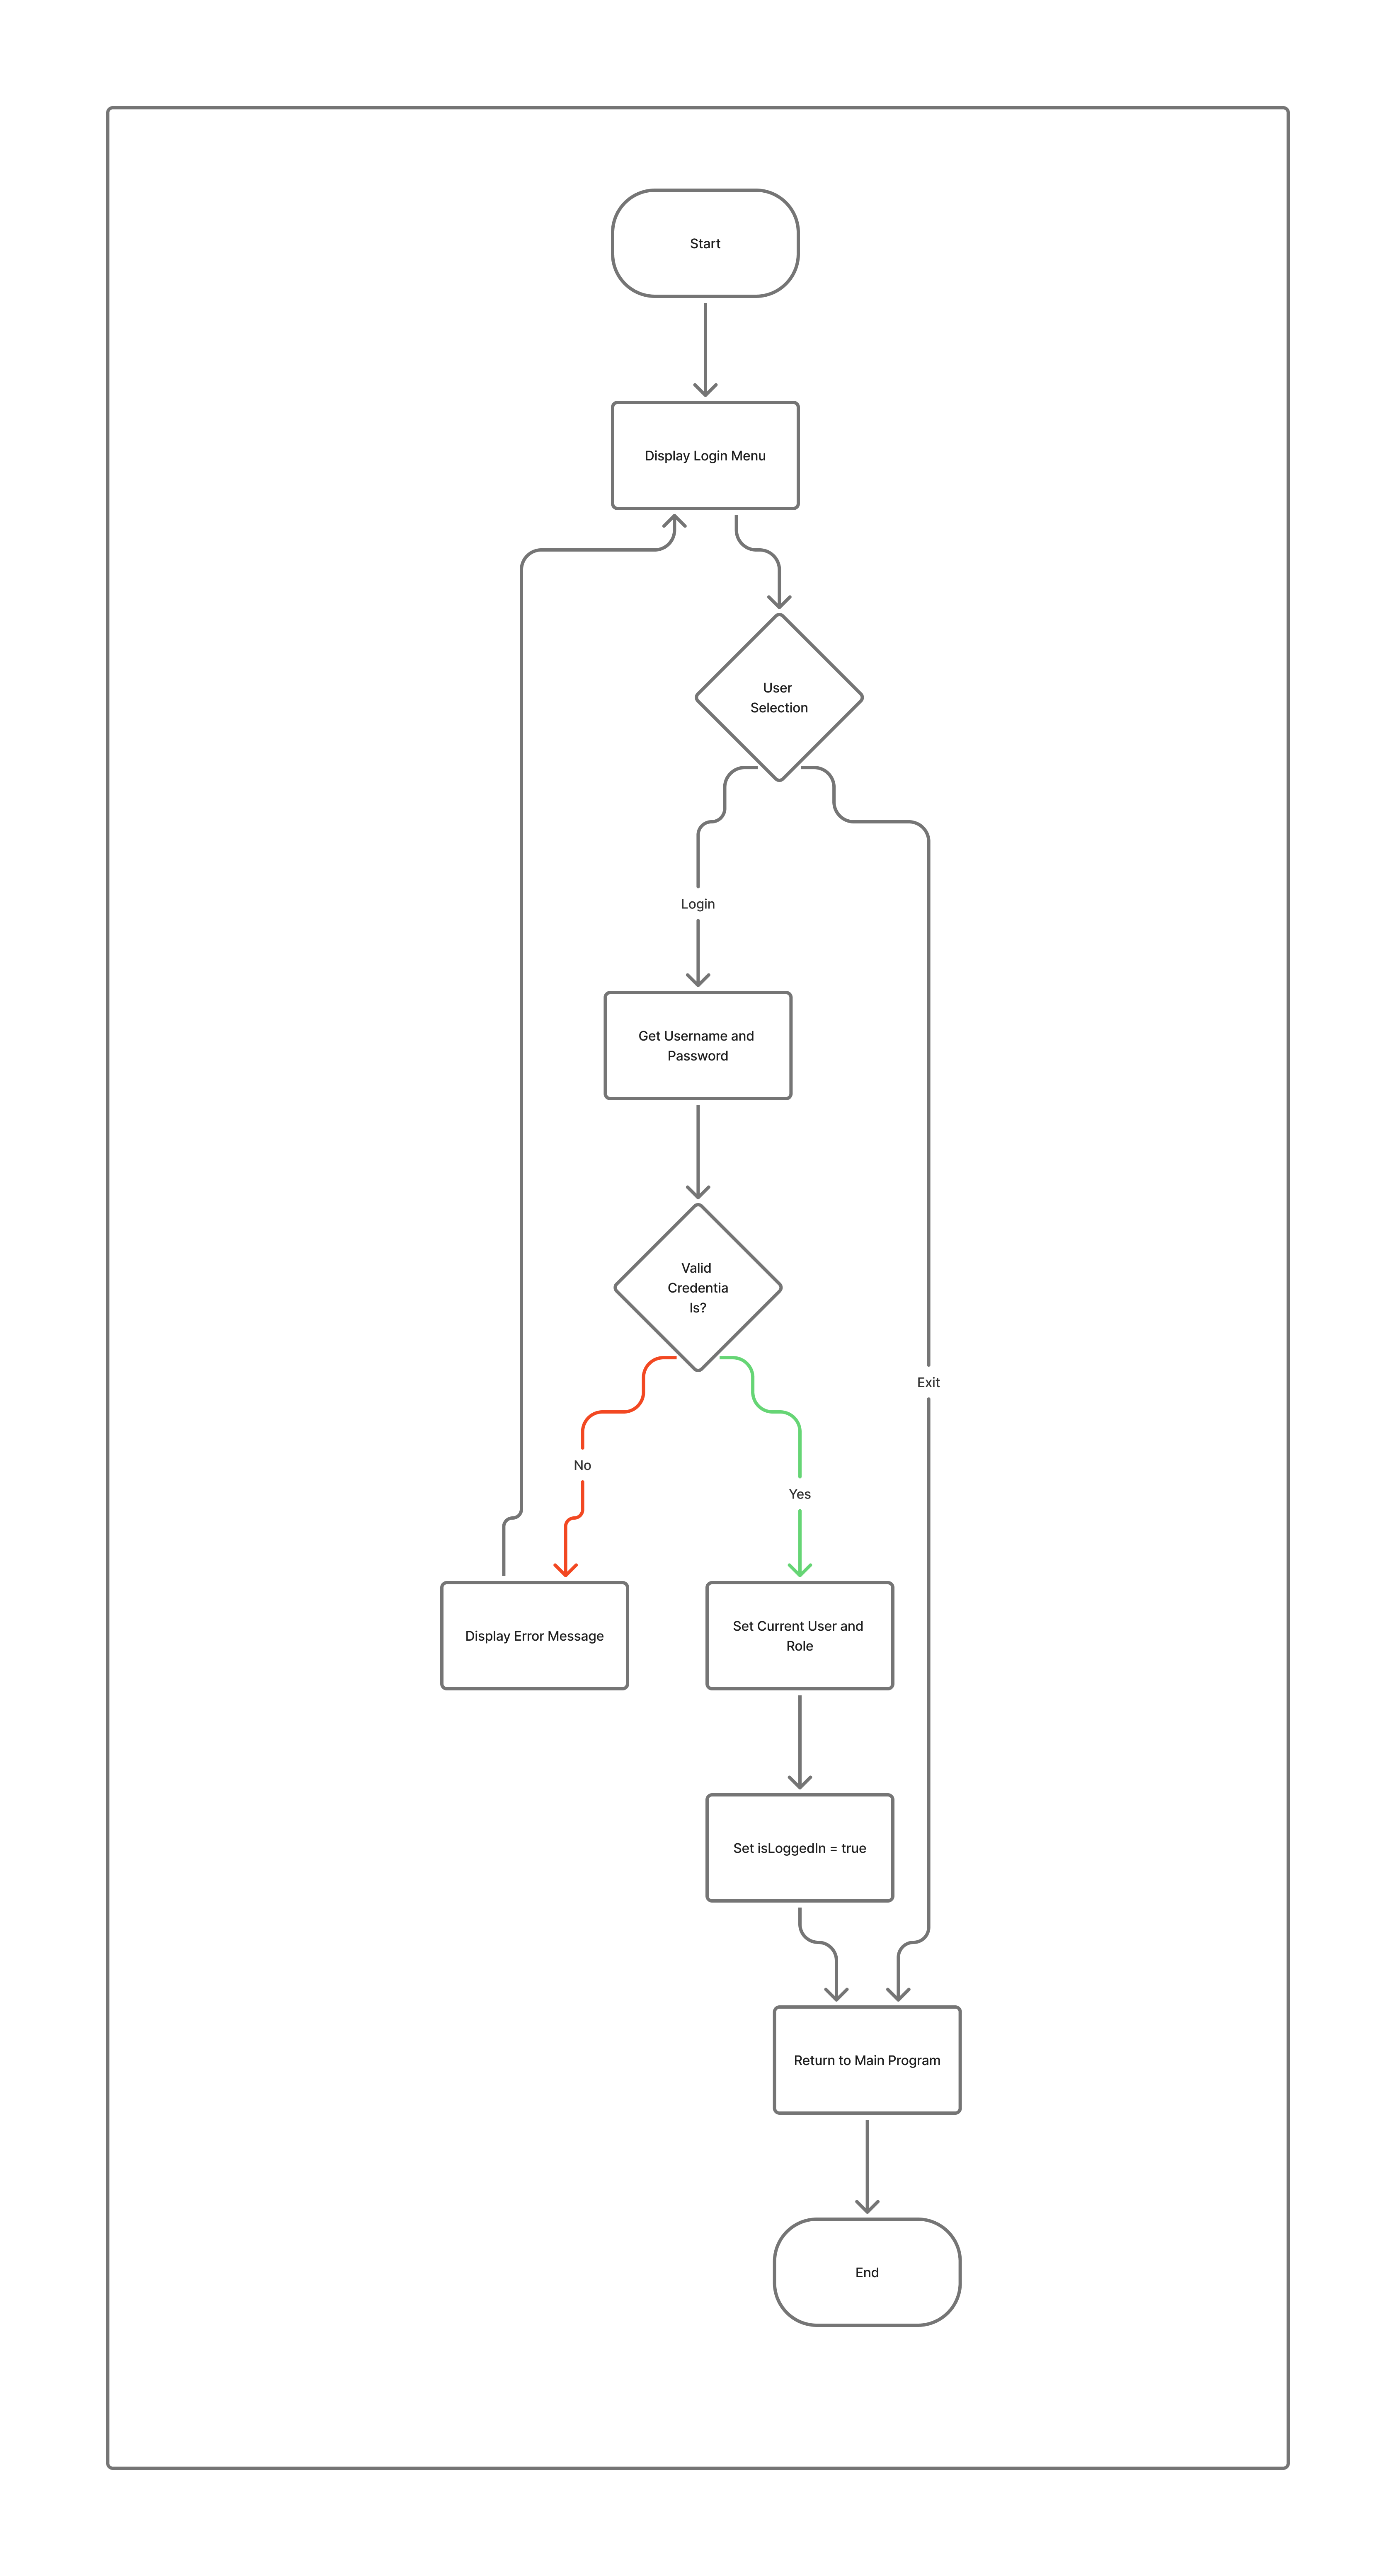 Start
Display Login Menu
User
Selection
Login
Get Username and
Password
Valid
Credentia
ls?
Exit
No
Yes
Display Error Message
Set Current User and
Role
Set isLoggedIn = true
Return to Main Program
End